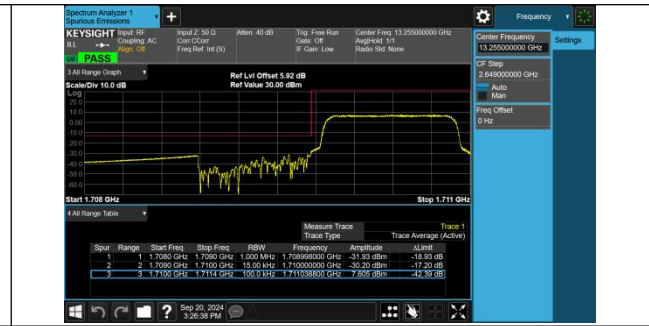 Spectrum Analyzer 1
Spurious Emissions
Frequency
KEYSIGHT Input: RF
Coupling: AC
Align: Off
Input Z: 50 Ω
Corr CCorr
Freq Ref: Int (S)
Atten: 40 dB
Trig: Free Run
Gate: Off
IF Gain: Low
Center Freq: 13.255000000 GHz
Avg|Hold: 1/1
Radio Std: None
RL
PASS
Center Frequency
13.255000000 GHz
Settings
CF Step
2.649000000 GHz
Auto
Man
Freq Offset
0 Hz
3 All Range Graph
Scale/Div 10.0 dB
Ref Lvl Offset 5.92 dB
Ref Value 30.00 dBm
Log
20.0
10.0
0.00
-10.0
-20.0
-30.0
-40.0
-50.0
-60.0
Start 1.708 GHz
Stop 1.711 GHz
4 All Range Table
Measure Trace Trace 1
Trace Type Trace Average (Active)
Spur Range Start Freq Stop Freq RBW Frequency Amplitude ΔLimit
1 1 1.7080 GHz 1.7090 GHz 1.000 MHz 1.708998000 GHz -31.93 dBm -18.93 dB
2 2 1.7090 GHz 1.7100 GHz 15.00 kHz 1.710000000 GHz -30.20 dBm -17.20 dB
3 3 1.7100 GHz 1.7114 GHz 100.0 kHz 1.711038800 GHz 7.605 dBm -42.39 dB
Sep 20, 2024
3:26:38 PM